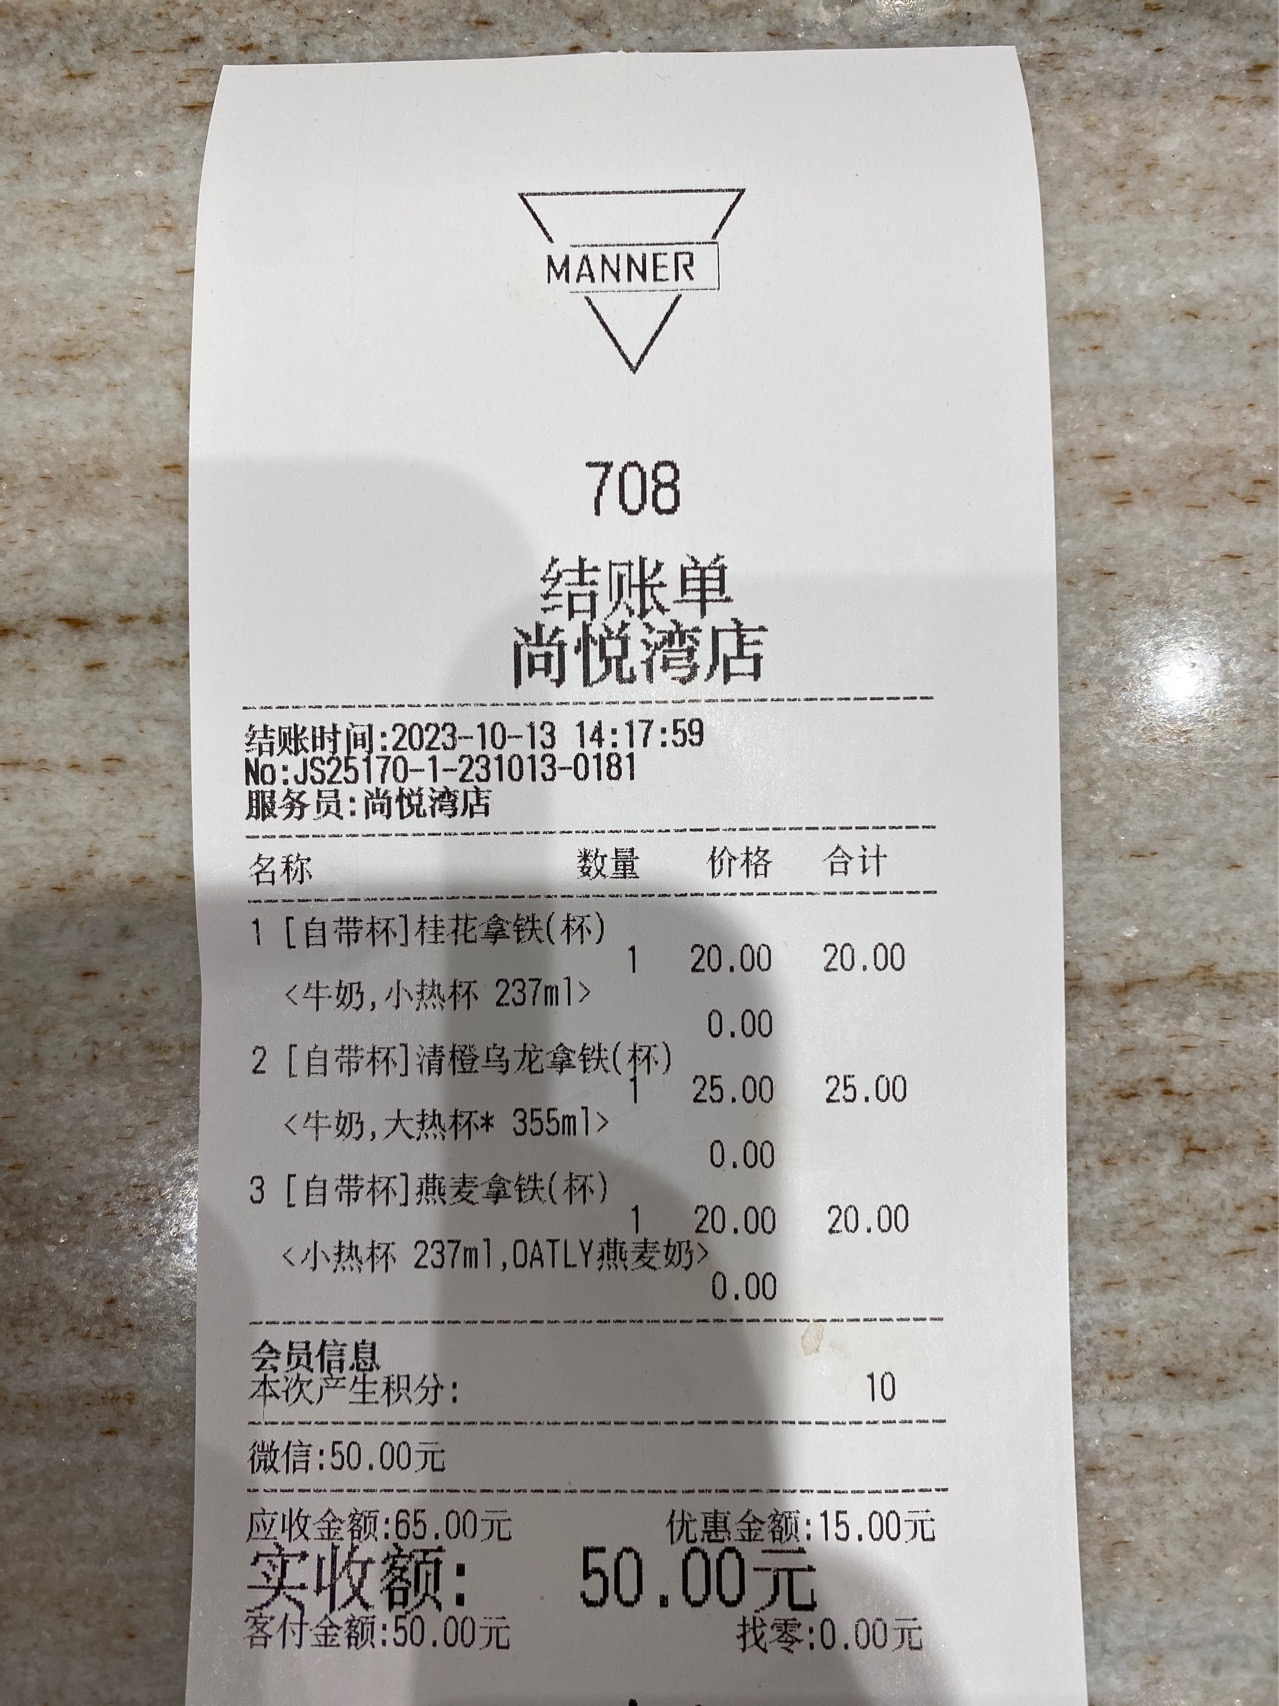 MANNER
708
结账单
尚悦湾店
结账时间:2023-10-13 14:17:59
No:JS25170-1-231013-0181
服务员:尚悦湾店
名称 数量 价格 合计
1 [自带杯]桂花拿铁(杯)
1 20.00 20.00
<牛奶,小热杯 237ml>
0.00
2 [自带杯]清橙乌龙拿铁(杯)
1 25.00 25.00
<牛奶,大热杯* 355ml>
0.00
3 [自带杯]燕麦拿铁(杯)
1 20.00 20.00
<小热杯 237ml,OATLY燕麦奶>
0.00
会员信息
本次产生积分: 10
微信:50.00元
应收金额:65.00元 优惠金额:15.00元
实收额: 50.00元
客付金额:50.00元 找零:0.00元